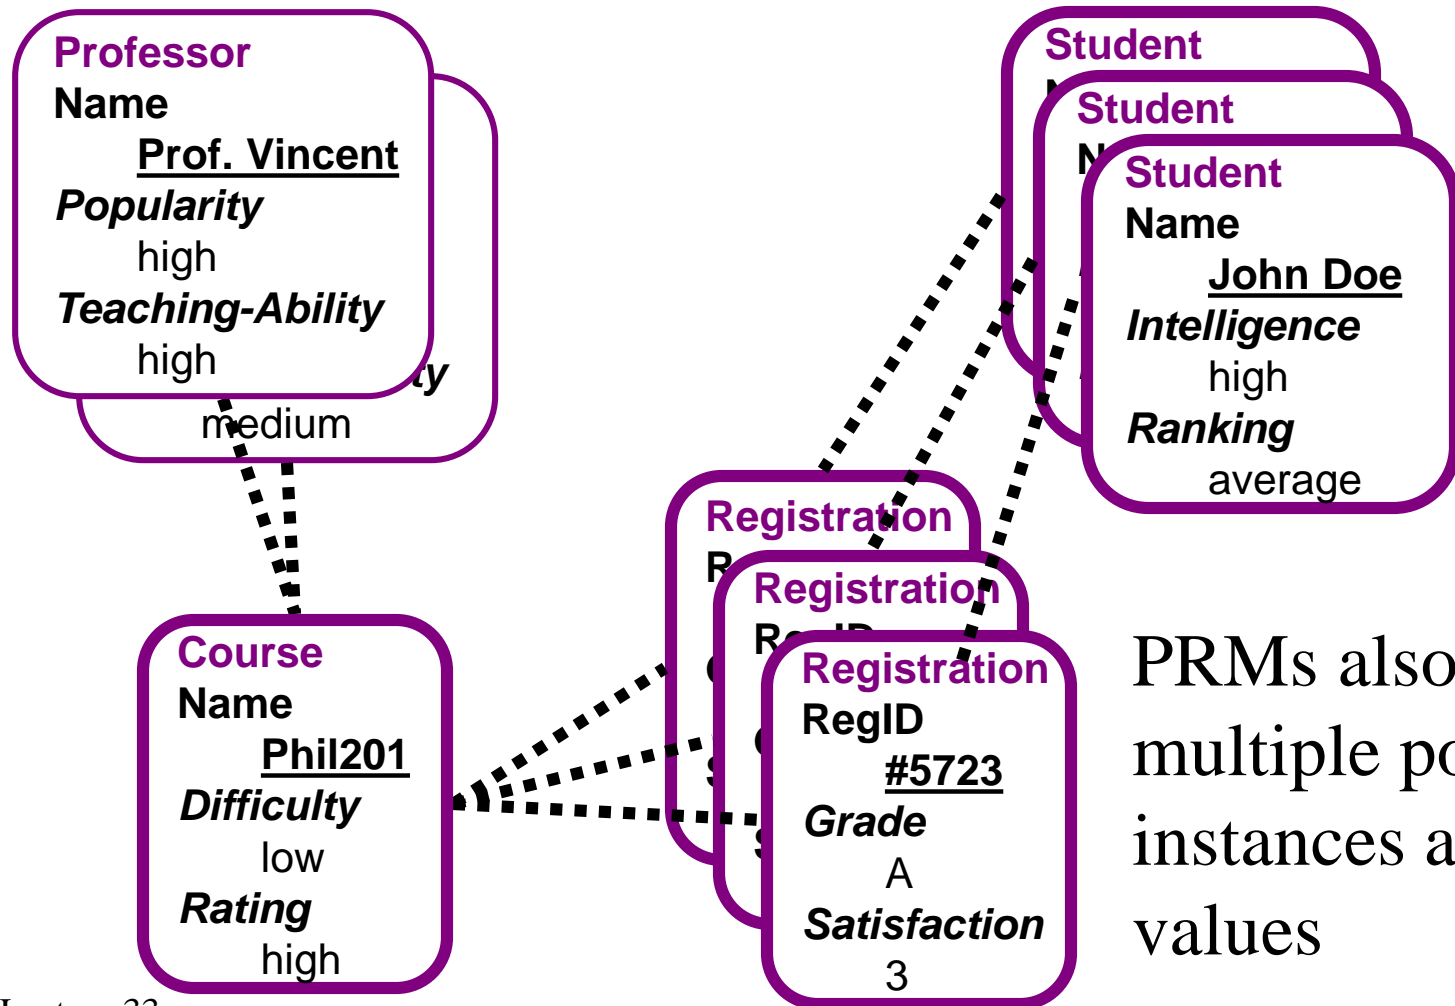 Professor
Name
Prof. Vincent
Popularity
high
Teaching-Ability
high
medium
Student
Student
Student
Name
John Doe
Intelligence
high
Ranking
average
Registration
Registration
RegID
Registration
RegID
#5723
Grade
A
Satisfaction
3
Course
Name
Phil201
Difficulty
low
Rating
high
PRMs also
multiple
instances
values